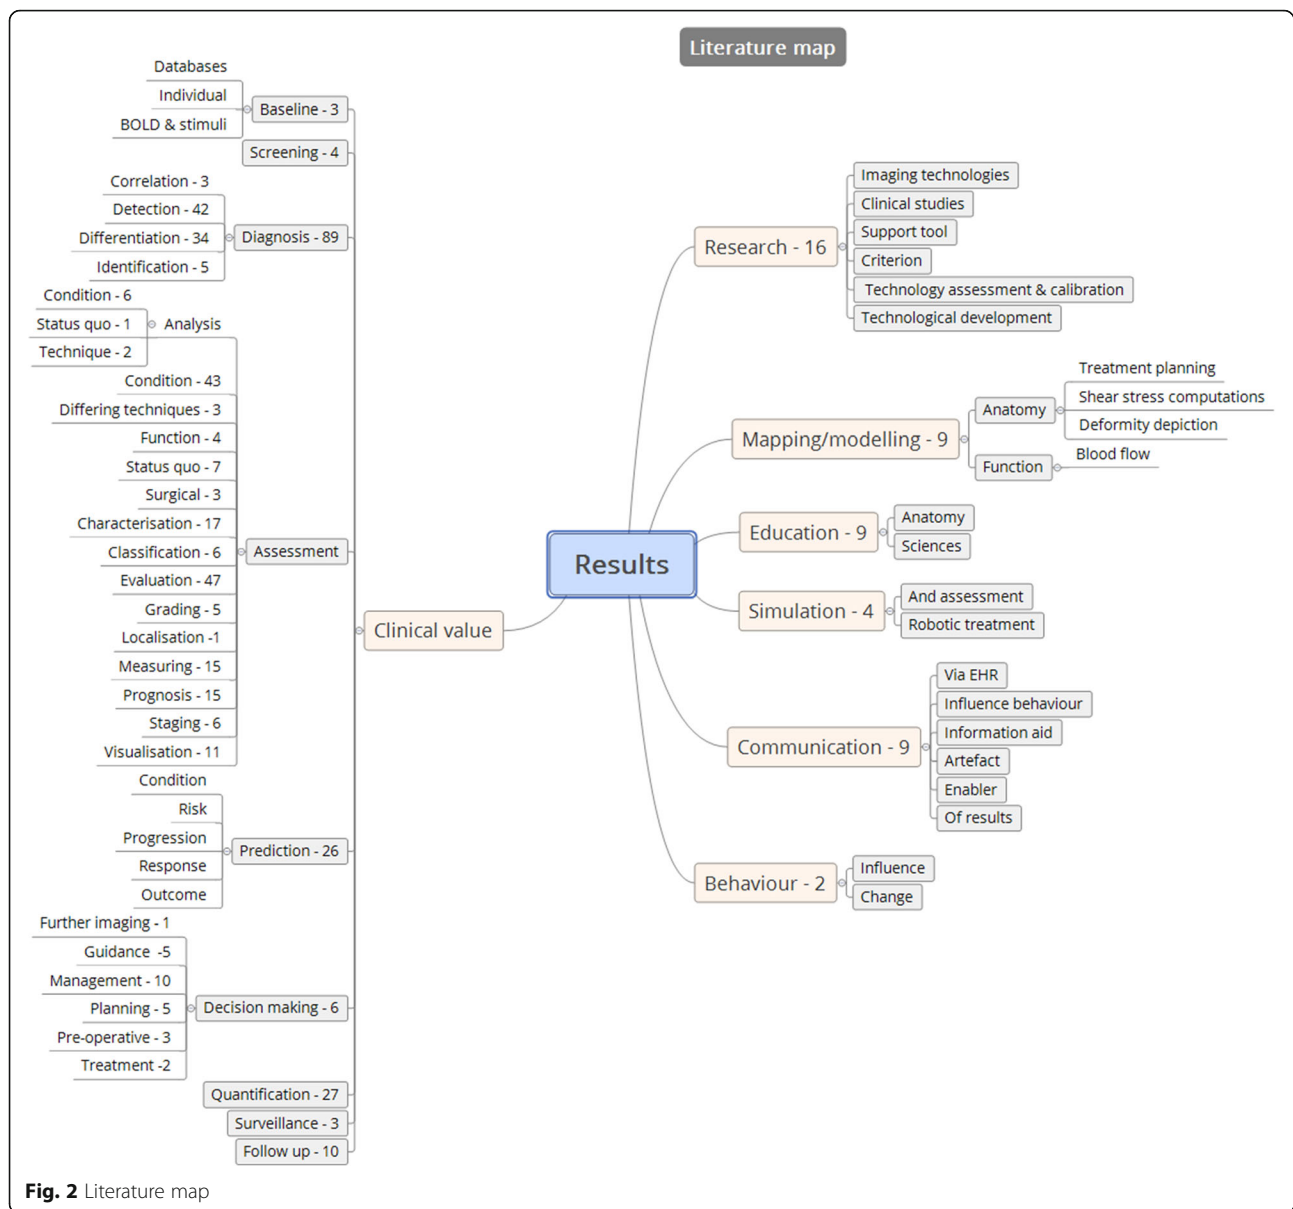 Literature map
Databases
Individual
BOLD & stimuli
Baseline - 3
Screening - 4
Correlation - 3
Detection - 42
Differentiation - 34
Identification - 5
Diagnosis - 89
Condition - 6
Status quo - 1
Technique - 2
Analysis
Condition - 43
Differing techniques - 3
Function - 4
Status quo - 7
Surgical - 3
Characterisation - 17
Classification - 6
Evaluation - 47
Grading - 5
Localisation -1
Measuring - 15
Prognosis - 15
Staging - 6
Visualisation - 11
Assessment
Condition
Risk
Progression
Response
Outcome
Prediction - 26
Further imaging - 1
Guidance -5
Management - 10
Planning - 5
Pre-operative - 3
Treatment -2
Decision making - 6
Quantification - 27
Surveillance - 3
Follow up - 10
Clinical value
Results
Research - 16
Imaging technologies
Clinical studies
Support tool
Criterion
Technology assessment & calibration
Technological development
Mapping/modelling - 9
Anatomy
Treatment planning
Shear stress computations
Deformity depiction
Function
Blood flow
Education - 9
Anatomy
Sciences
Simulation - 4
And assessment
Robotic treatment
Communication - 9
Via EHR
Influence behaviour
Information aid
Artefact
Enabler
Of results
Behaviour - 2
Influence
Change
Fig. 2 Literature map